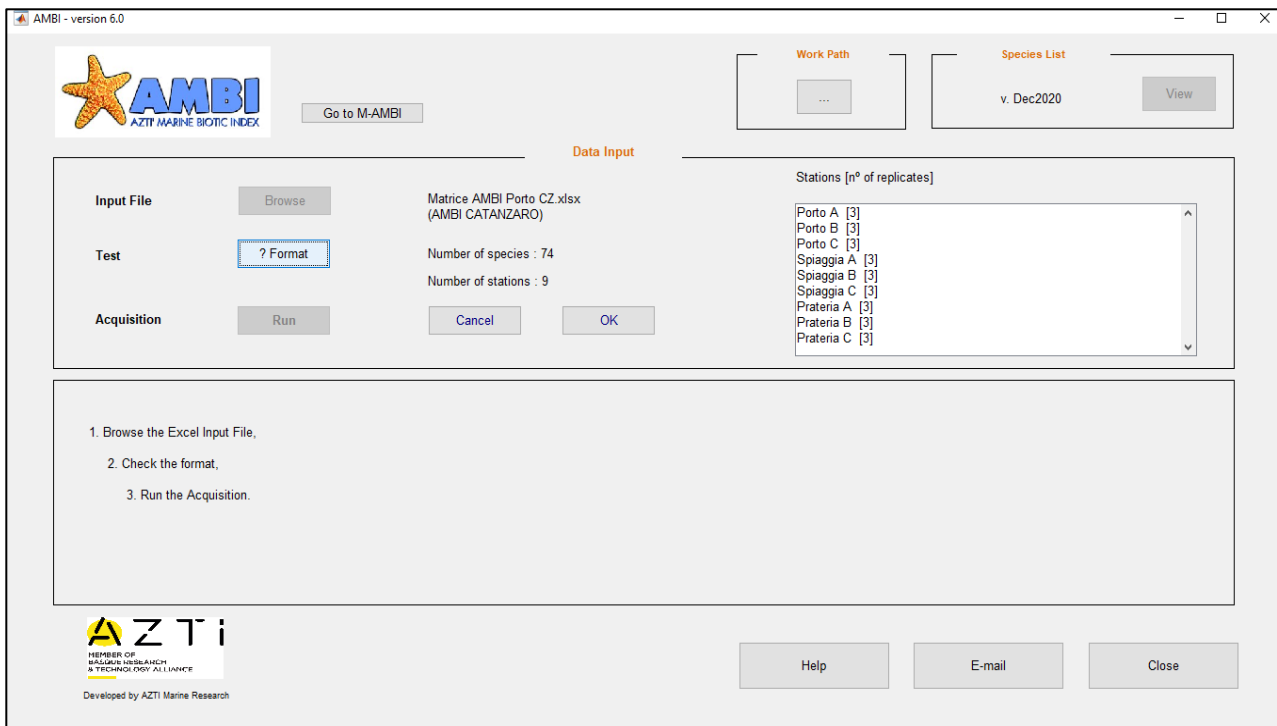 AMBI - version 6.0
AMBI
AZTI' MARINE BIOTIC INDEX
Go to M-AMBI
Work Path
...
Species List
v. Dec2020
View
Data Input
Input File
Browse
Matrice AMBI Porto CZ.xlsx
(AMBI CATANZARO)
Test
? Format
Number of species : 74
Number of stations : 9
Acquisition
Run
Cancel
OK
Stations [nº of replicates]
Porto A [3]
Porto B [3]
Porto C [3]
Spiaggia A [3]
Spiaggia B [3]
Spiaggia C [3]
Prateria A [3]
Prateria B [3]
Prateria C [3]
1. Browse the Excel Input File,
2. Check the format,
3. Run the Acquisition.
AZTi
MEMBER OF
BASQUE RESEARCH
& TECHNOLOGY ALLIANCE
Developed by AZTI Marine Research
Help
E-mail
Close